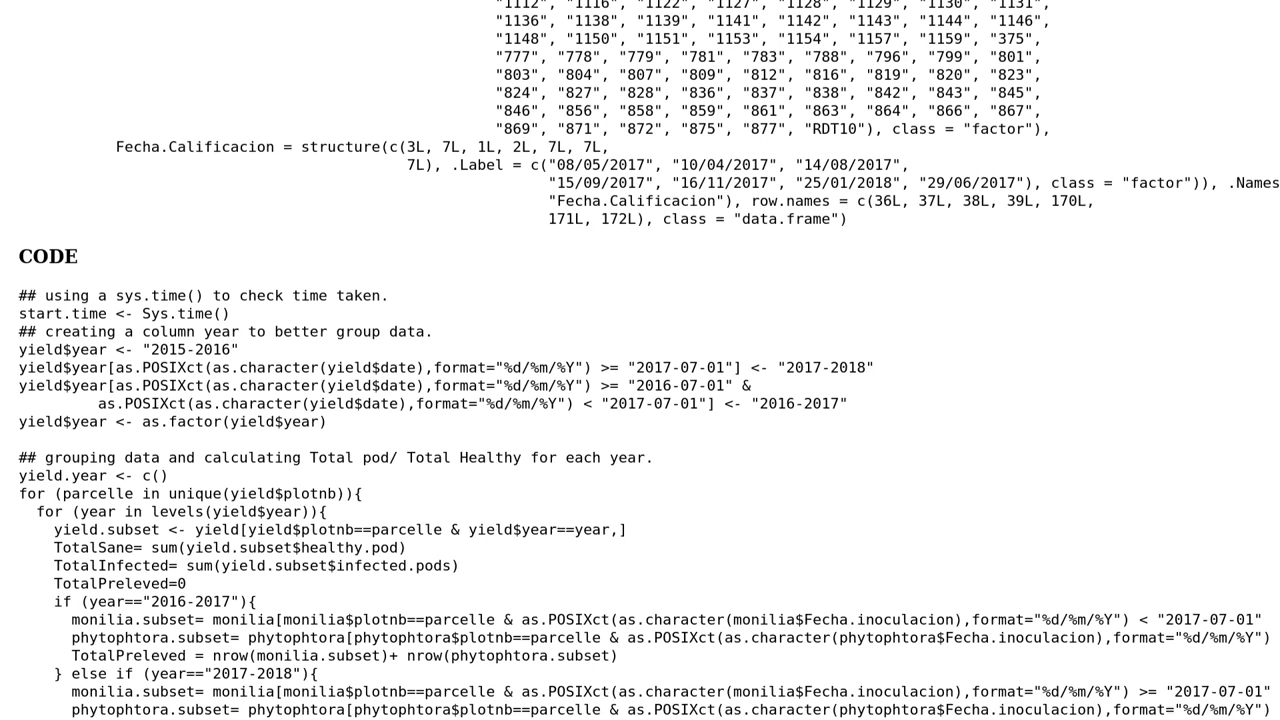 "1112", "1116", "1122", "1127", "1128", "1129", "1130", "1131",
"1136", "1138", "1139", "1141", "1142", "1143", "1144", "1146",
"1148", "1150", "1151", "1153", "1154", "1157", "1159", "375",
"777", "778", "779", "781", "783", "788", "796", "799", "801",
"803", "804", "807", "809", "812", "816", "819", "820", "823",
"824", "827", "828", "836", "837", "838", "842", "843", "845",
"846", "856", "858", "859", "861", "863", "864", "866", "867",
"869", "871", "872", "875", "877", "RDT10"), class = "factor"),
Fecha.Calificacion = structure(c(3L, 7L, 1L, 2L, 7L, 7L,
7L), .Label = c("08/05/2017", "10/04/2017", "14/08/2017",
"15/09/2017", "16/11/2017", "25/01/2018", "29/06/2017"), class = "factor")), .Names
"Fecha.Calificacion"), row.names = c(36L, 37L, 38L, 39L, 170L,
171L, 172L), class = "data.frame")
CODE
## using a sys.time() to check time taken.
start.time <- Sys.time()
## creating a column year to better group data.
yield$year <- "2015-2016"
yield$year[as.POSIXct(as.character(yield$date),format="%d/%m/%Y") >= "2017-07-01"] <- "2017-2018"
yield$year[as.POSIXct(as.character(yield$date),format="%d/%m/%Y") >= "2016-07-01" &
as.POSIXct(as.character(yield$date),format="%d/%m/%Y") < "2017-07-01"] <- "2016-2017"
yield$year <- as.factor(yield$year)
## grouping data and calculating Total pod/ Total Healthy for each year.
yield.year <- c()
for (parcelle in unique(yield$plotnb)){
for (year in levels(yield$year)){
yield.subset <- yield[yield$plotnb==parcelle & yield$year==year,]
TotalSane= sum(yield.subset$healthy.pod)
TotalInfected= sum(yield.subset$infected.pods)
TotalPreleved=0
if (year=="2016-2017"){
monilia.subset= monilia[monilia$plotnb==parcelle & as.POSIXct(as.character(monilia$Fecha.inoculacion),format="%d/%m/%Y") < "2017-07-01"
phytophtora.subset= phytophtora[phytophtora$plotnb==parcelle & as.POSIXct(as.character(phytophtora$Fecha.inoculacion),format="%d/%m/%Y")
TotalPreleved = nrow(monilia.subset)+ nrow(phytophtora.subset)
} else if (year=="2017-2018"){
monilia.subset= monilia[monilia$plotnb==parcelle & as.POSIXct(as.character(monilia$Fecha.inoculacion),format="%d/%m/%Y") >= "2017-07-01"
phytophtora.subset= phytophtora[phytophtora$plotnb==parcelle & as.POSIXct(as.character(phytophtora$Fecha.inoculacion),format="%d/%m/%Y")